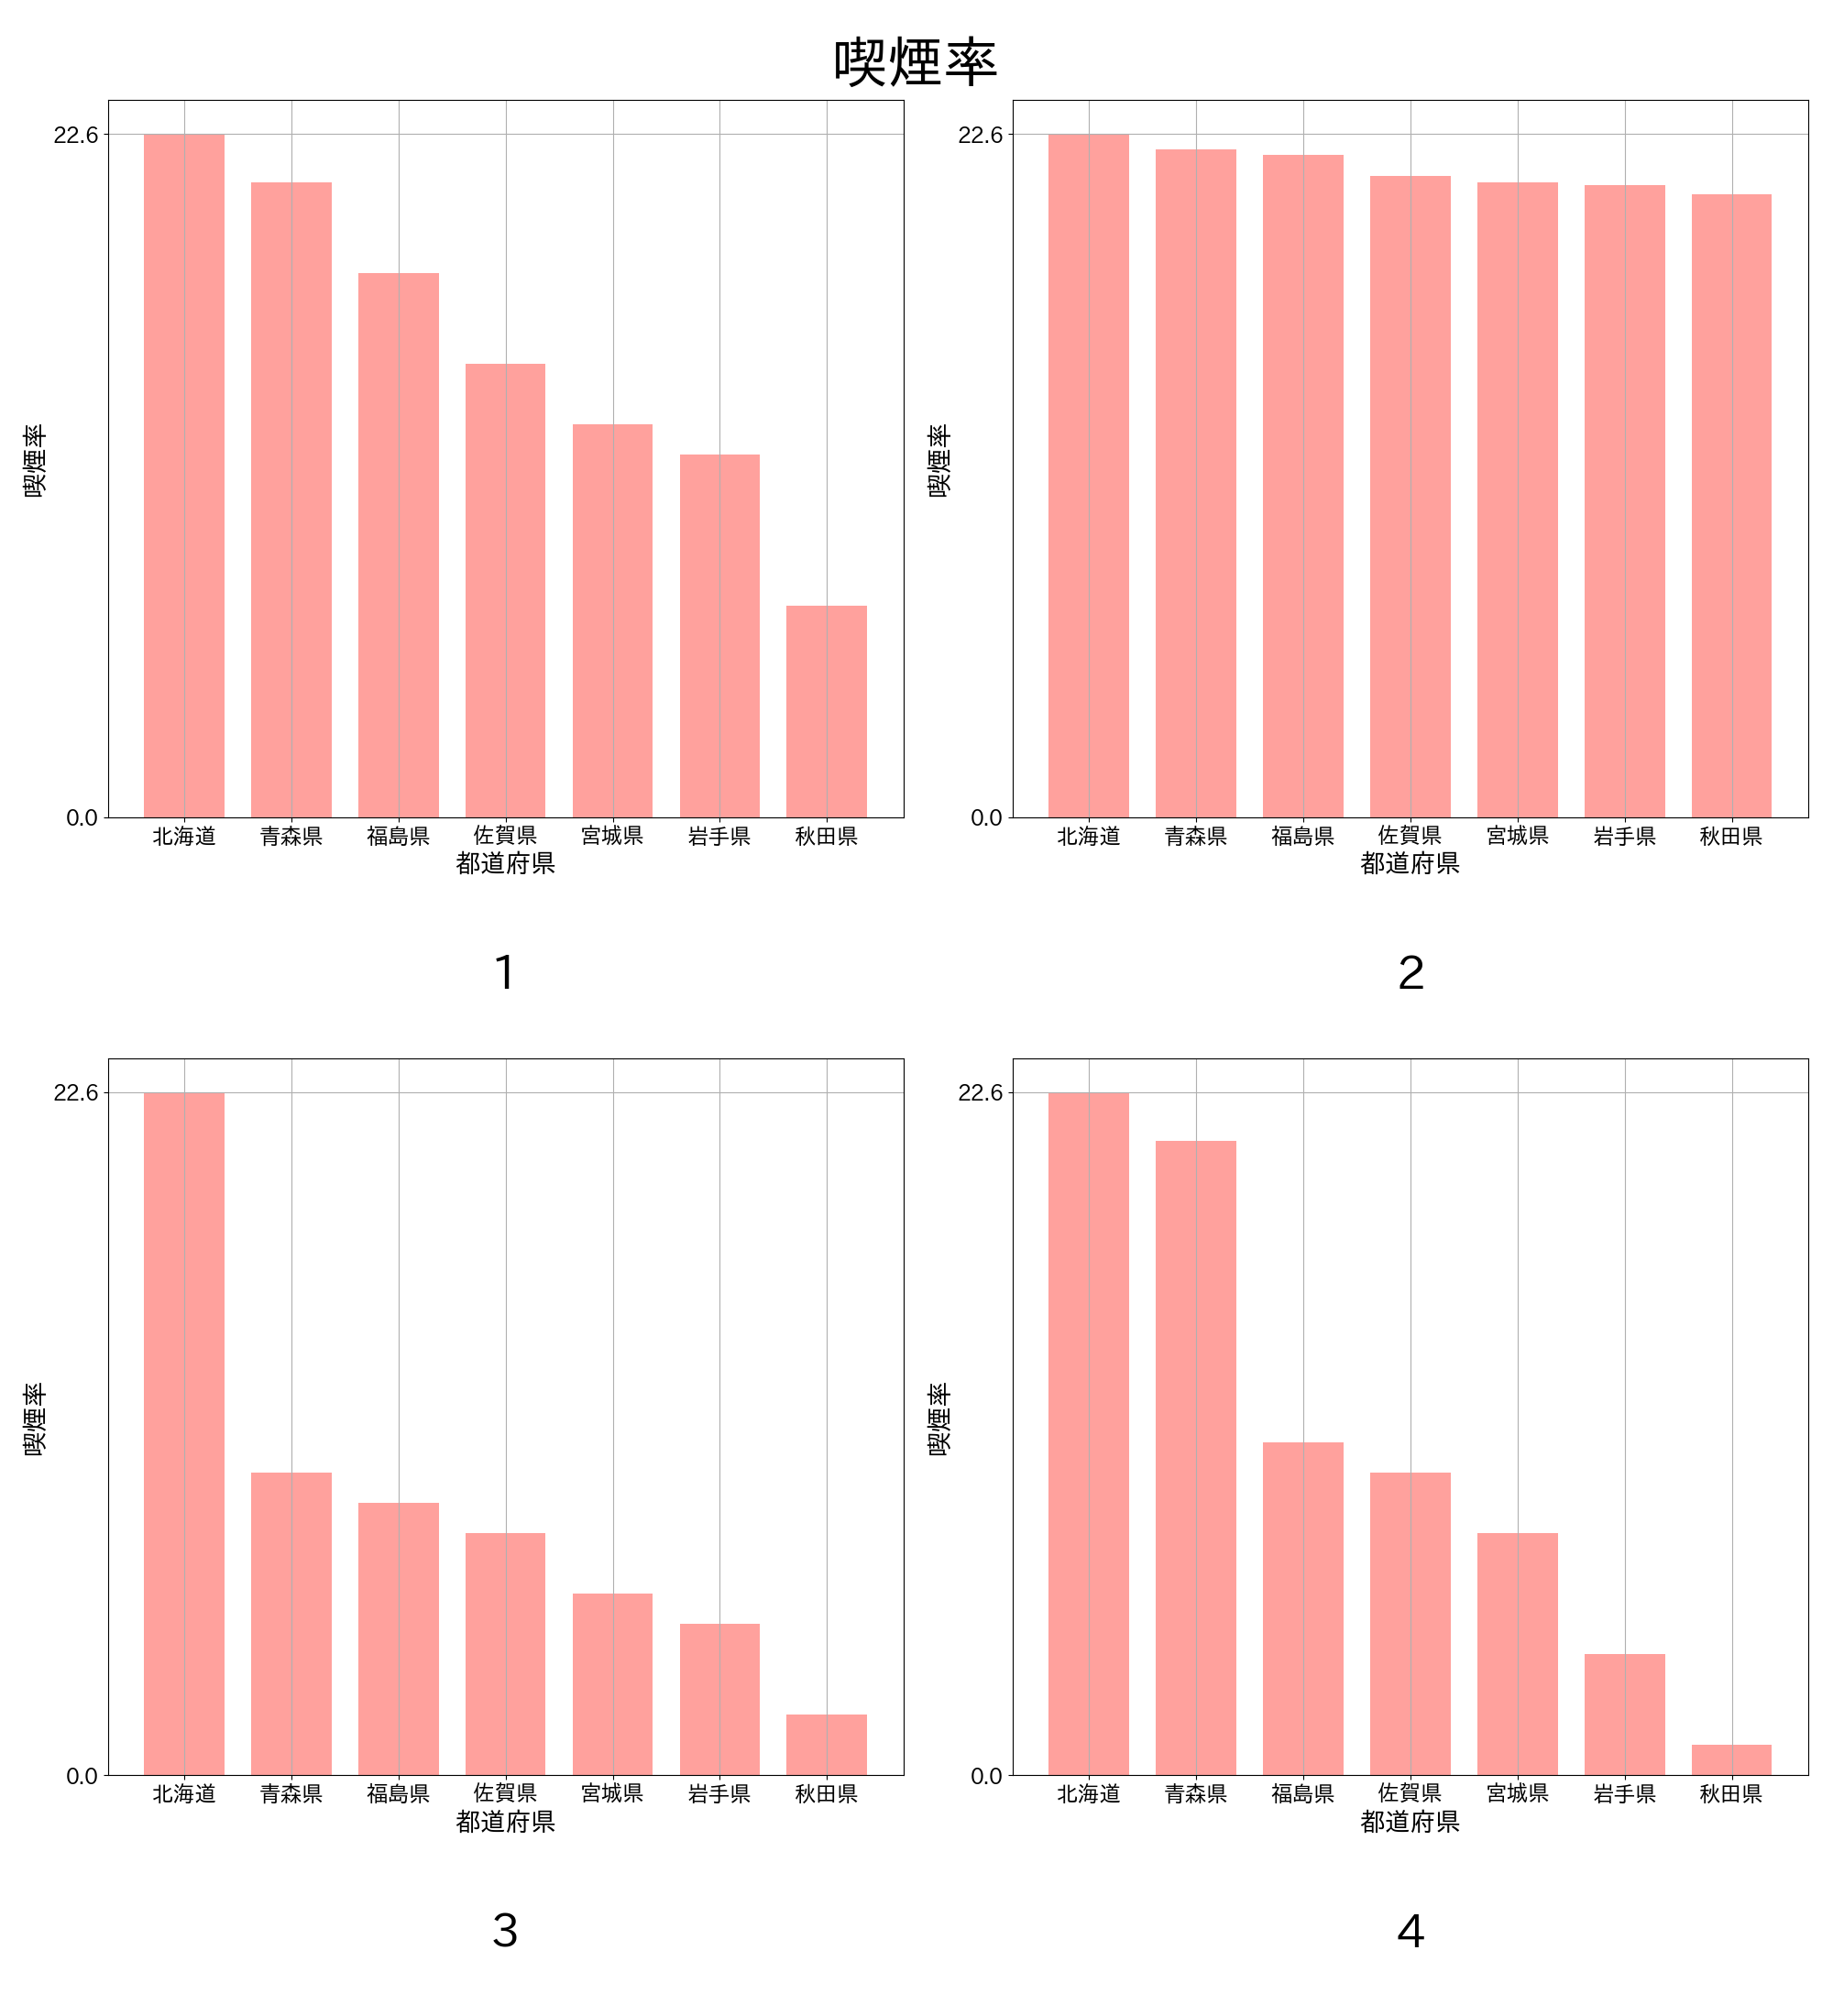 喫煙率
22.6
0.0
喫煙率
北海道 青森県 福島県 佐賀県 宮城県 岩手県 秋田県
都道府県
1
22.6
0.0
喫煙率
北海道 青森県 福島県 佐賀県 宮城県 岩手県 秋田県
都道府県
2
22.6
0.0
喫煙率
北海道 青森県 福島県 佐賀県 宮城県 岩手県 秋田県
都道府県
3
22.6
0.0
喫煙率
北海道 青森県 福島県 佐賀県 宮城県 岩手県 秋田県
都道府県
4